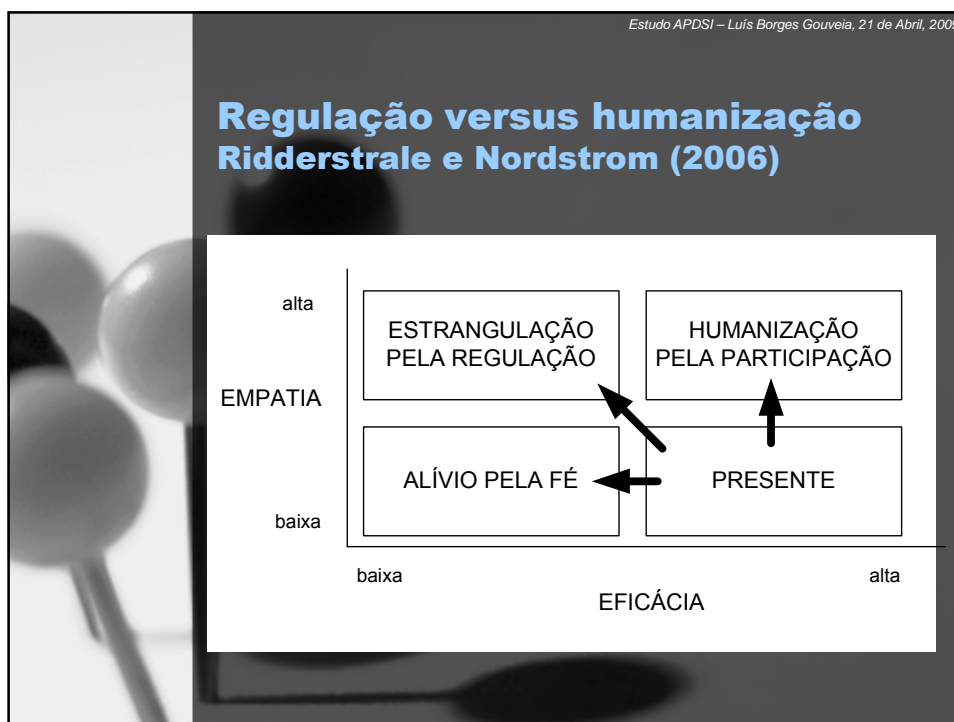 Estudo APDSI – Luís Borges Gouveia, 21 de Abril, 2009
Regulação versus humanização
Ridderstrale e Nordstrom (2006)
alta
ESTRANGULAÇÃO
PELA REGULAÇÃO
HUMANIZAÇÃO
PELA PARTICIPAÇÃO
EMPATIA
ALÍVIO PELA FÉ
PRESENTE
baixa
baixa
alta
EFICÁCIA